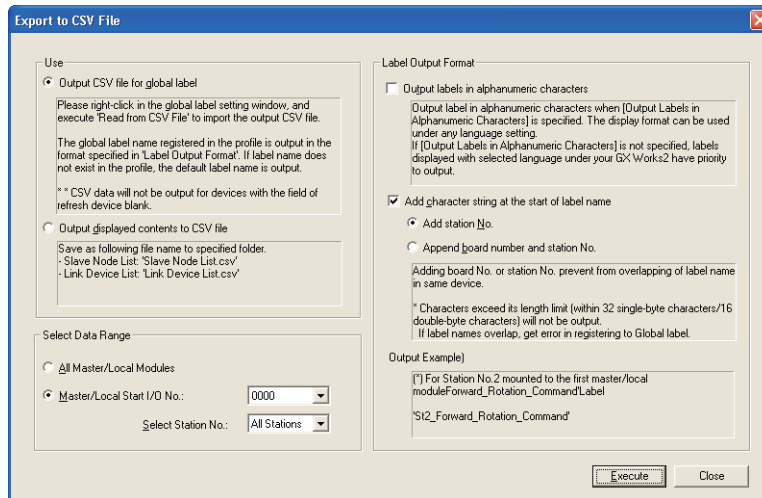 Export to CSV File
Use
Output CSV file for global label
Please right-click in the global label setting window, and
execute 'Read from CSV File' to import the output CSV file.
The global label name registered in the profile is output in the
format specified in 'Label Output Format'. If label name does
not exist in the profile, the default label name is output.
* * CSV data will not be output for devices with the field of
refresh device blank.
Output displayed contents to CSV file
Save as following file name to specified folder.
- Slave Node List: 'Slave Node List.csv'
- Link Device List: 'Link Device List.csv'
Select Data Range
All Master/Local Modules
Master/Local Start I/O No.: 0000
Select Station No.: All Stations
Label Output Format
Output labels in alphanumeric characters
Output label in alphanumeric characters when [Output Labels in
Alphanumeric Characters] is specified. The display format can be used
under any language setting.
If [Output Labels in Alphanumeric Characters] is not specified, labels
displayed with selected language under your GX Works2 have priority
to output.
Add character string at the start of label name
Add station No.
Append board number and station No.
Adding board No. or station No. prevent from overlapping of label name
in same device.
* Characters exceed its length limit (within 32 single-byte characters/16
double-byte characters) will not be output.
If label names overlap, get error in registering to Global label.
Output Example)
(*) For Station No.2 mounted to the first master/local
moduleForward_Rotation_Command'Label
'St2_Forward_Rotation_Command'
Execute Close